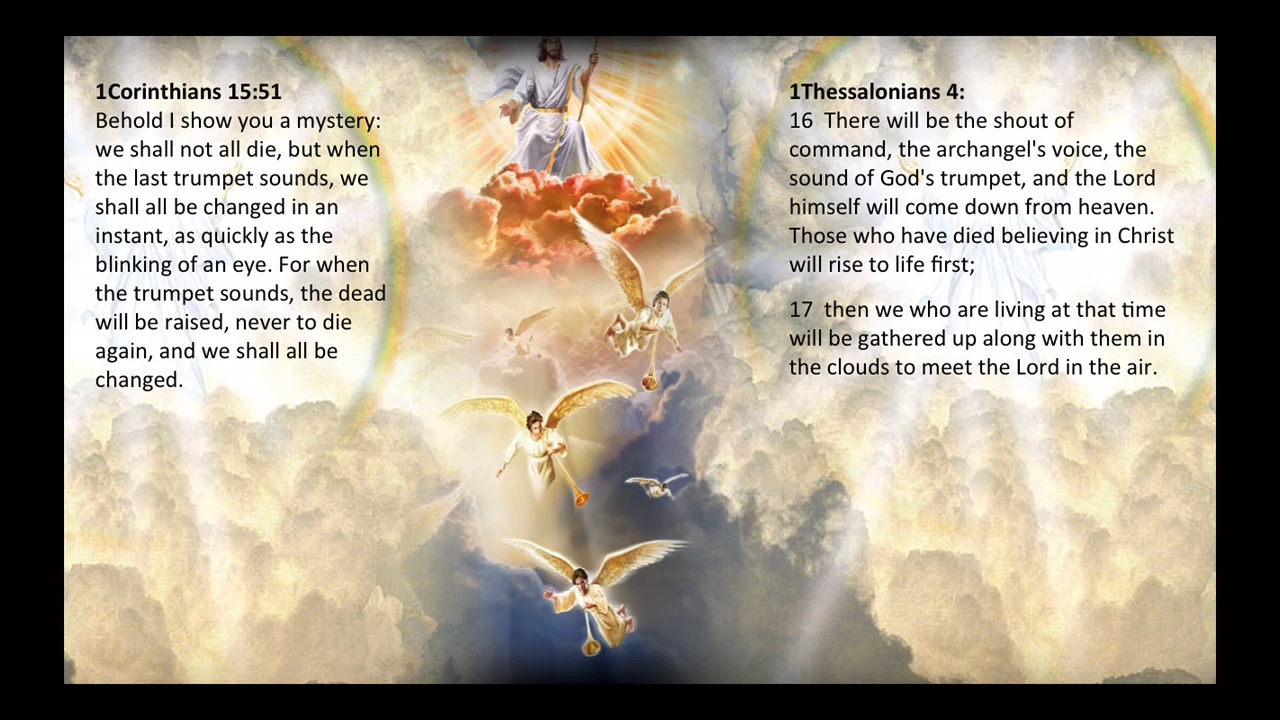 1Corinthians 15:51
Behold I show you a mystery:
we shall not all die, but when
the last trumpet sounds, we
shall all be changed in an
instant, as quickly as the
blinking of an eye. For when
the trumpet sounds, the dead
will be raised, never to die
again, and we shall all be
changed.
1Thessalonians 4:
16  There will be the shout of
command, the archangel's voice, the
sound of God's trumpet, and the Lord
himself will come down from heaven.
Those who have died believing in Christ
will rise to life first;
17  then we who are living at that time
will be gathered up along with them in
the clouds to meet the Lord in the air.